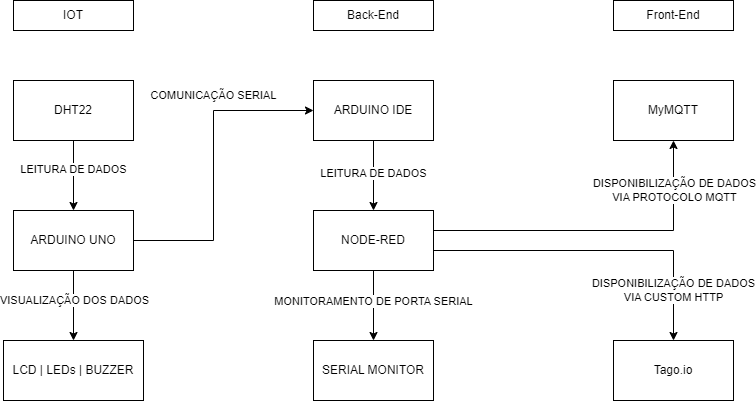 IOT
Back-End
Front-End
DHT22
COMUNICAÇÃO SERIAL
ARDUINO IDE
MyMQTT
LEITURA DE DADOS
LEITURA DE DADOS
DISPONIBILIZAÇÃO DE DADOS
VIA PROTOCOLO MQTT
ARDUINO UNO
NODE-RED
VISUALIZAÇÃO DOS DADOS
MONITORAMENTO DE PORTA SERIAL
DISPONIBILIZAÇÃO DE DADOS
VIA CUSTOM HTTP
LCD | LEDs | BUZZER
SERIAL MONITOR
Tago.io